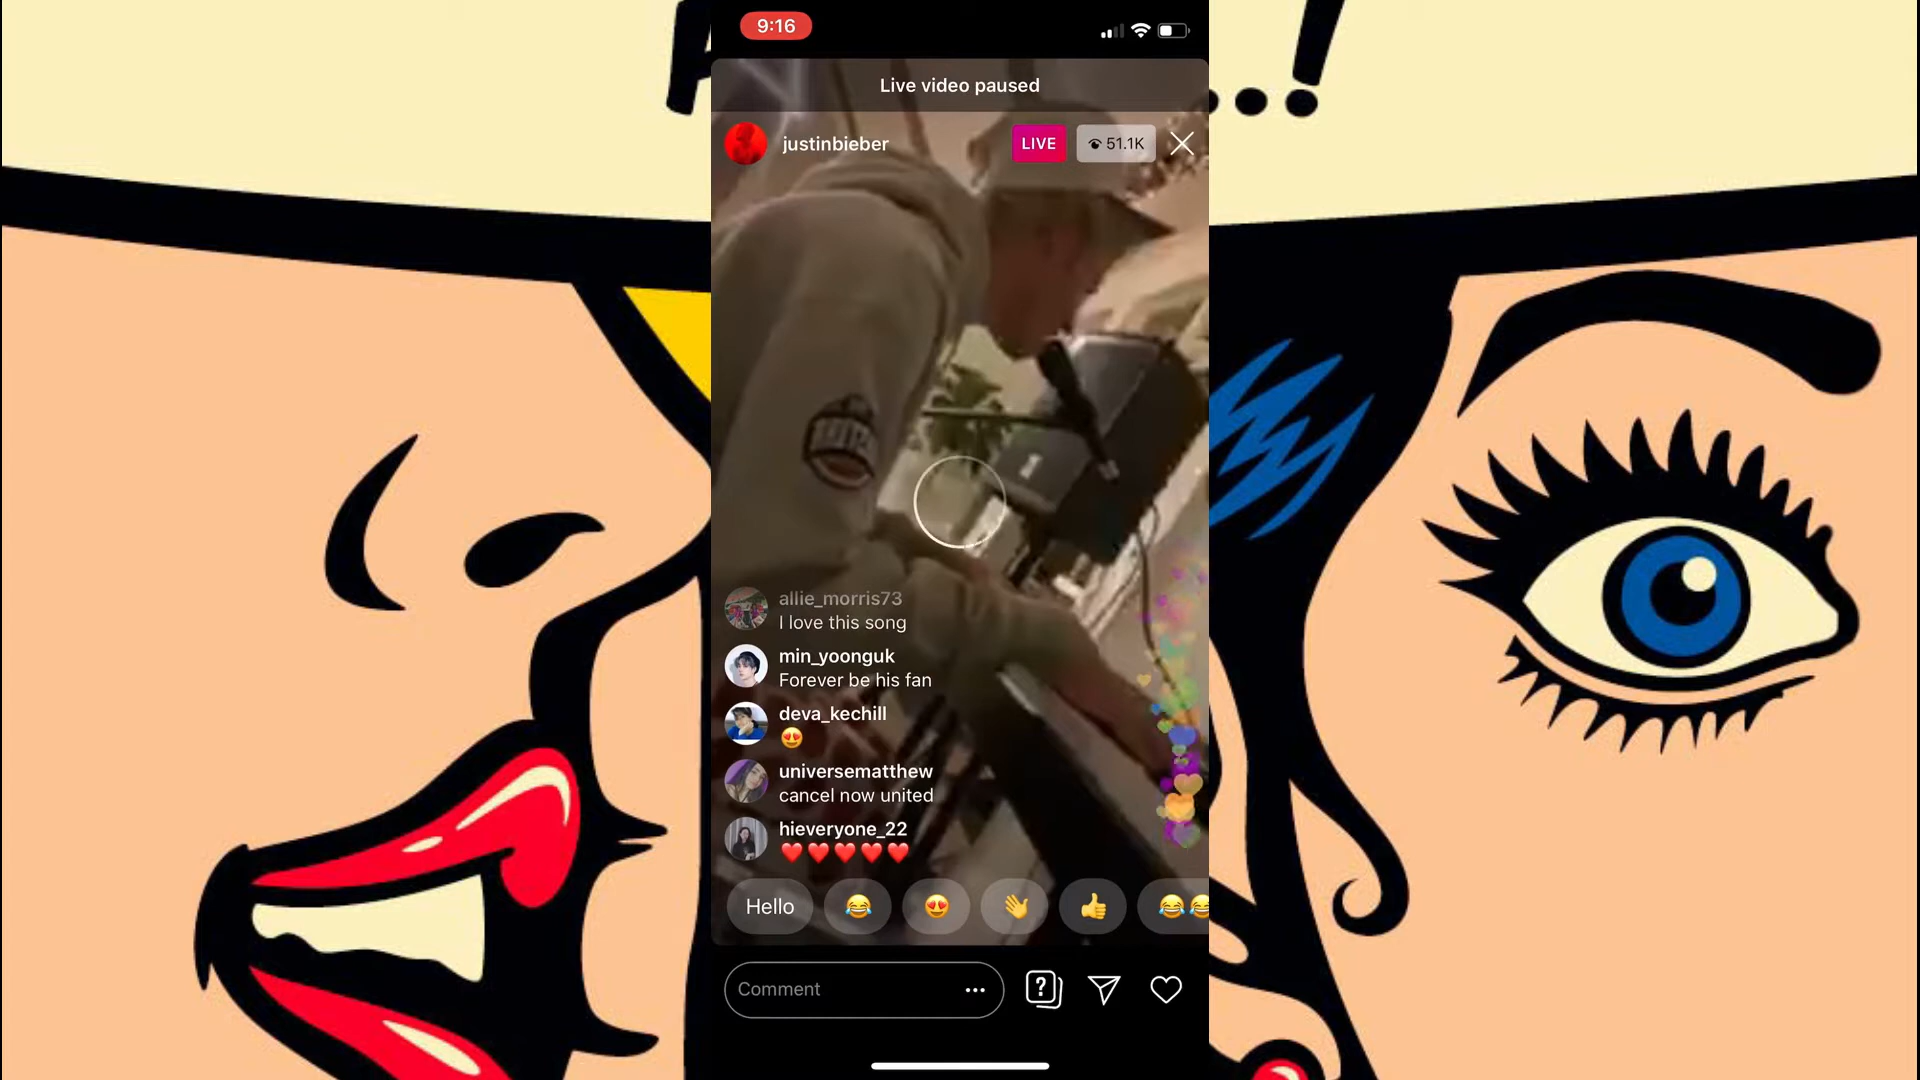 9:16
Live video paused
justinbieber
LIVE
51.1K
allie_morris73
I love this song
min_yoonguk
Forever be his fan
deva_kechill
😍
universematthew
cancel now united
hieveryone_22
❤️❤️❤️❤️❤️
Hello 😂 😍 👋 👍 😂😂
Comment